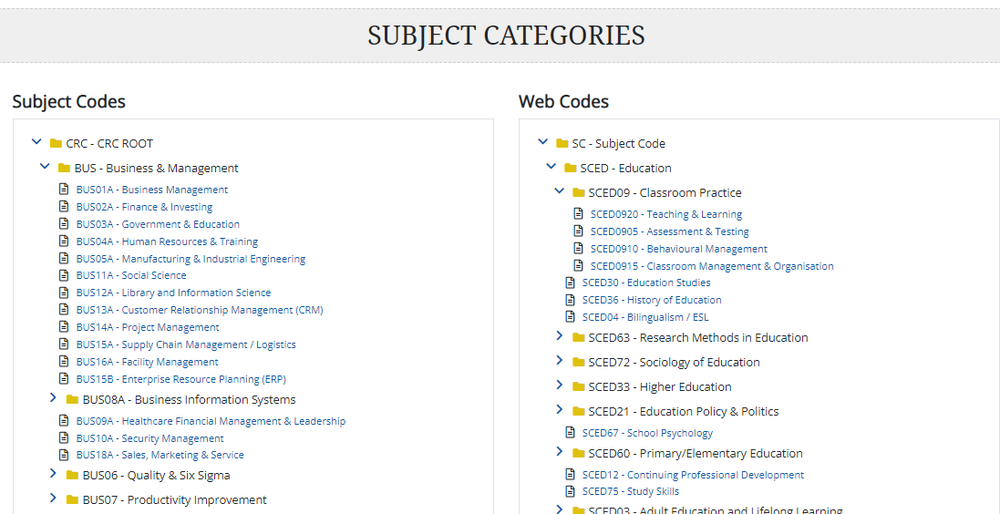 SUBJECT CATEGORIES
Subject Codes
CRC - CRC ROOT
BUS - Business & Management
BUS01A - Business Management
BUS02A - Finance & Investing
BUS03A - Government & Education
BUS04A - Human Resources & Training
BUS05A - Manufacturing & Industrial Engineering
BUS11A - Social Science
BUS12A - Library and Information Science
BUS13A - Customer Relationship Management (CRM)
BUS14A - Project Management
BUS15A - Supply Chain Management / Logistics
BUS16A - Facility Management
BUS15B - Enterprise Resource Planning (ERP)
BUS08A - Business Information Systems
BUS09A - Healthcare Financial Management & Leadership
BUS10A - Security Management
BUS18A - Sales, Marketing & Service
BUS06 - Quality & Six Sigma
BUS07 - Productivity Improvement
Web Codes
SC - Subject Code
SCED - Education
SCED09 - Classroom Practice
SCED0920 - Teaching & Learning
SCED0905 - Assessment & Testing
SCED0910 - Behavioural Management
SCED0915 - Classroom Management & Organisation
SCED30 - Education Studies
SCED36 - History of Education
SCED04 - Bilingualism / ESL
SCED63 - Research Methods in Education
SCED72 - Sociology of Education
SCED33 - Higher Education
SCED21 - Education Policy & Politics
SCED67 - School Psychology
SCED60 - Primary/Elementary Education
SCED12 - Continuing Professional Development
SCED75 - Study Skills
SCED03 - Adult Education and Lifelong Learning